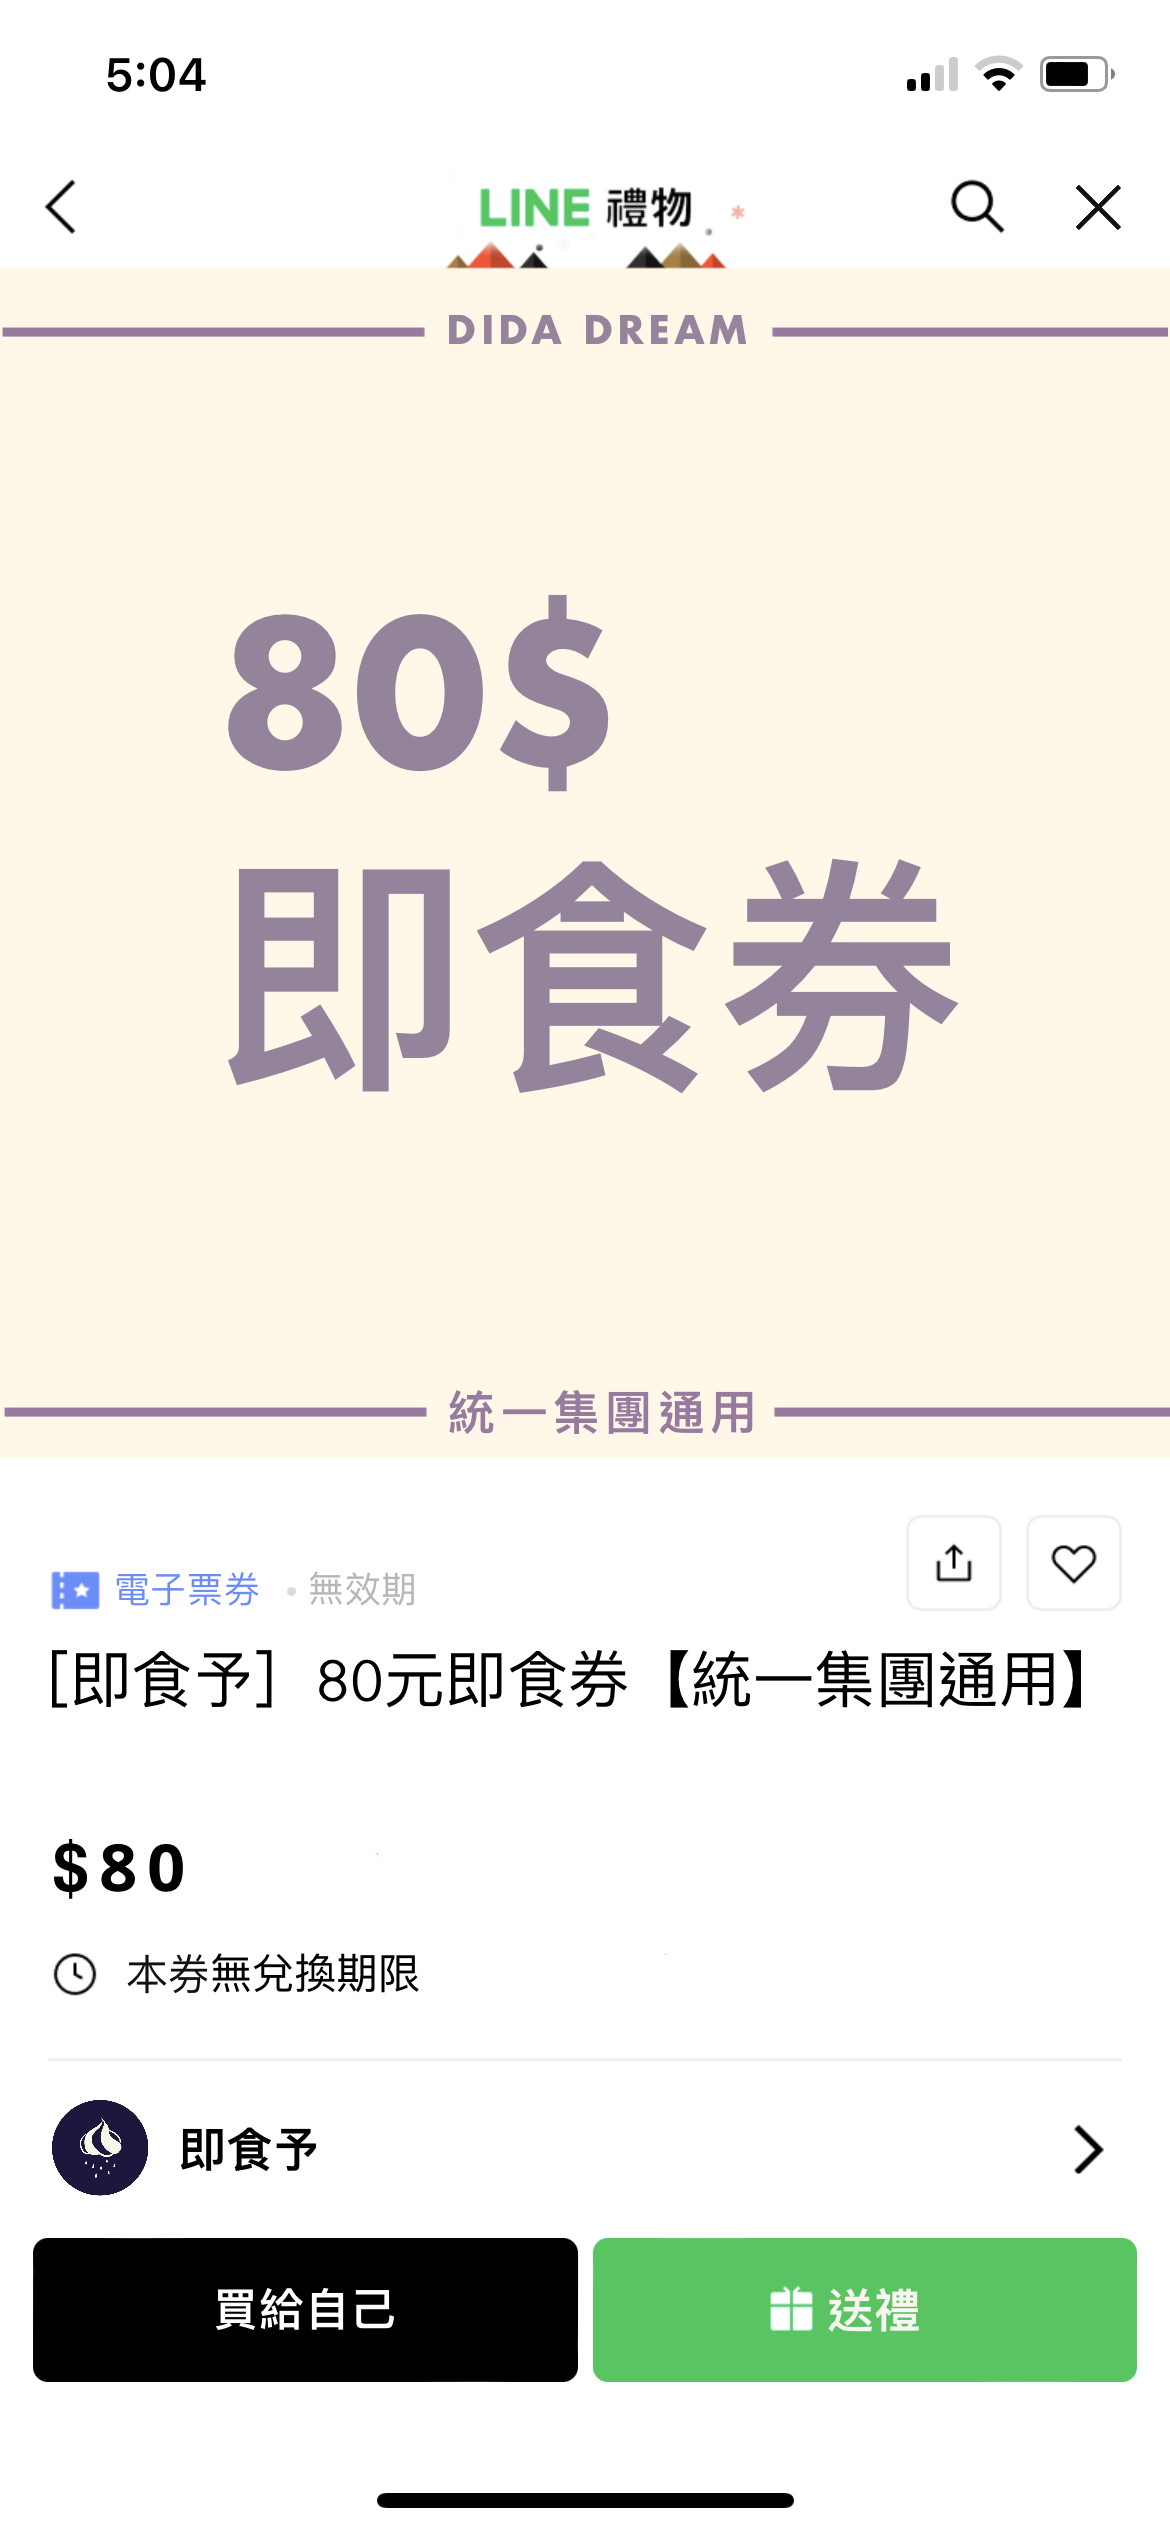 5:04
LINE 禮物
DIDA DREAM
80$
即食券
統一集團通用
電子票券 • 無效期
[即食予] 80元即食券【統一集團通用】
$80
本券無兌換期限
即食予
買給自己
送禮